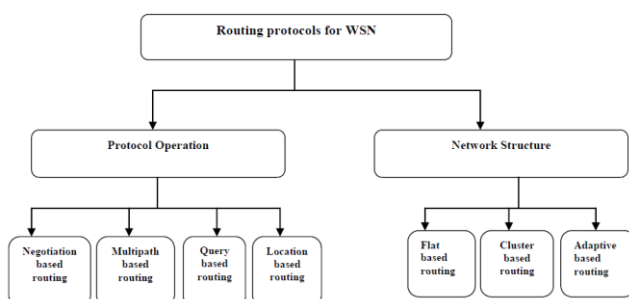 Routing protocols for WSN
Protocol Operation
Network Structure
Negotiation
based
routing
Multipath
based
routing
Query
based
routing
Location
based
routing
Flat
based
routing
Cluster
based
routing
Adaptive
based
routing